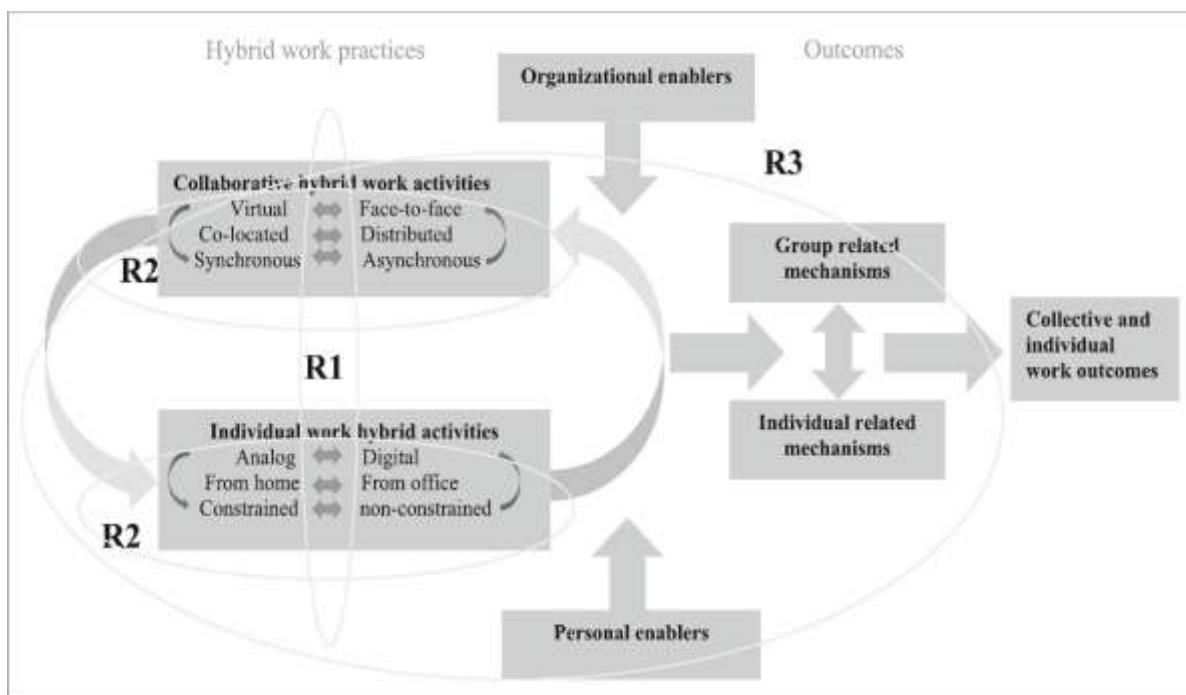 Hybrid work practices
Outcomes
Organizational enablers
R3
Collaborative hybrid work activities
Virtual Face-to-face
Co-located Distributed
Synchronous Asynchronous
R2
Group related
mechanisms
Collective and
individual
work outcomes
R1
Individual work hybrid activities
Analog Digital
From home From office
Constrained non-constrained
Individual related
mechanisms
R2
Personal enablers